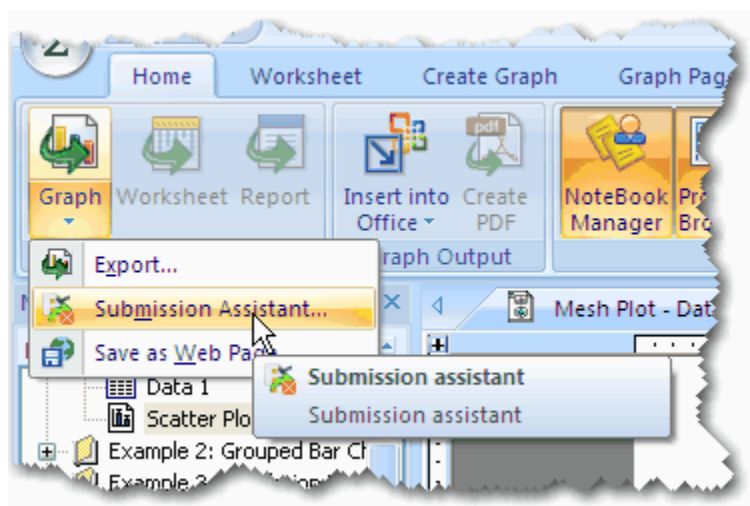 Home Worksheet Create Graph Graph Pag
Graph Worksheet Report Insert into Office Create PDF NoteBook Manager
pdf
Graph Output
Export...
Submission Assistant...
Save as Web Page
Mesh Plot - Dat
Submission assistant
Submission assistant
Data 1
Scatter Plo
Example 2: Grouped Bar Ch